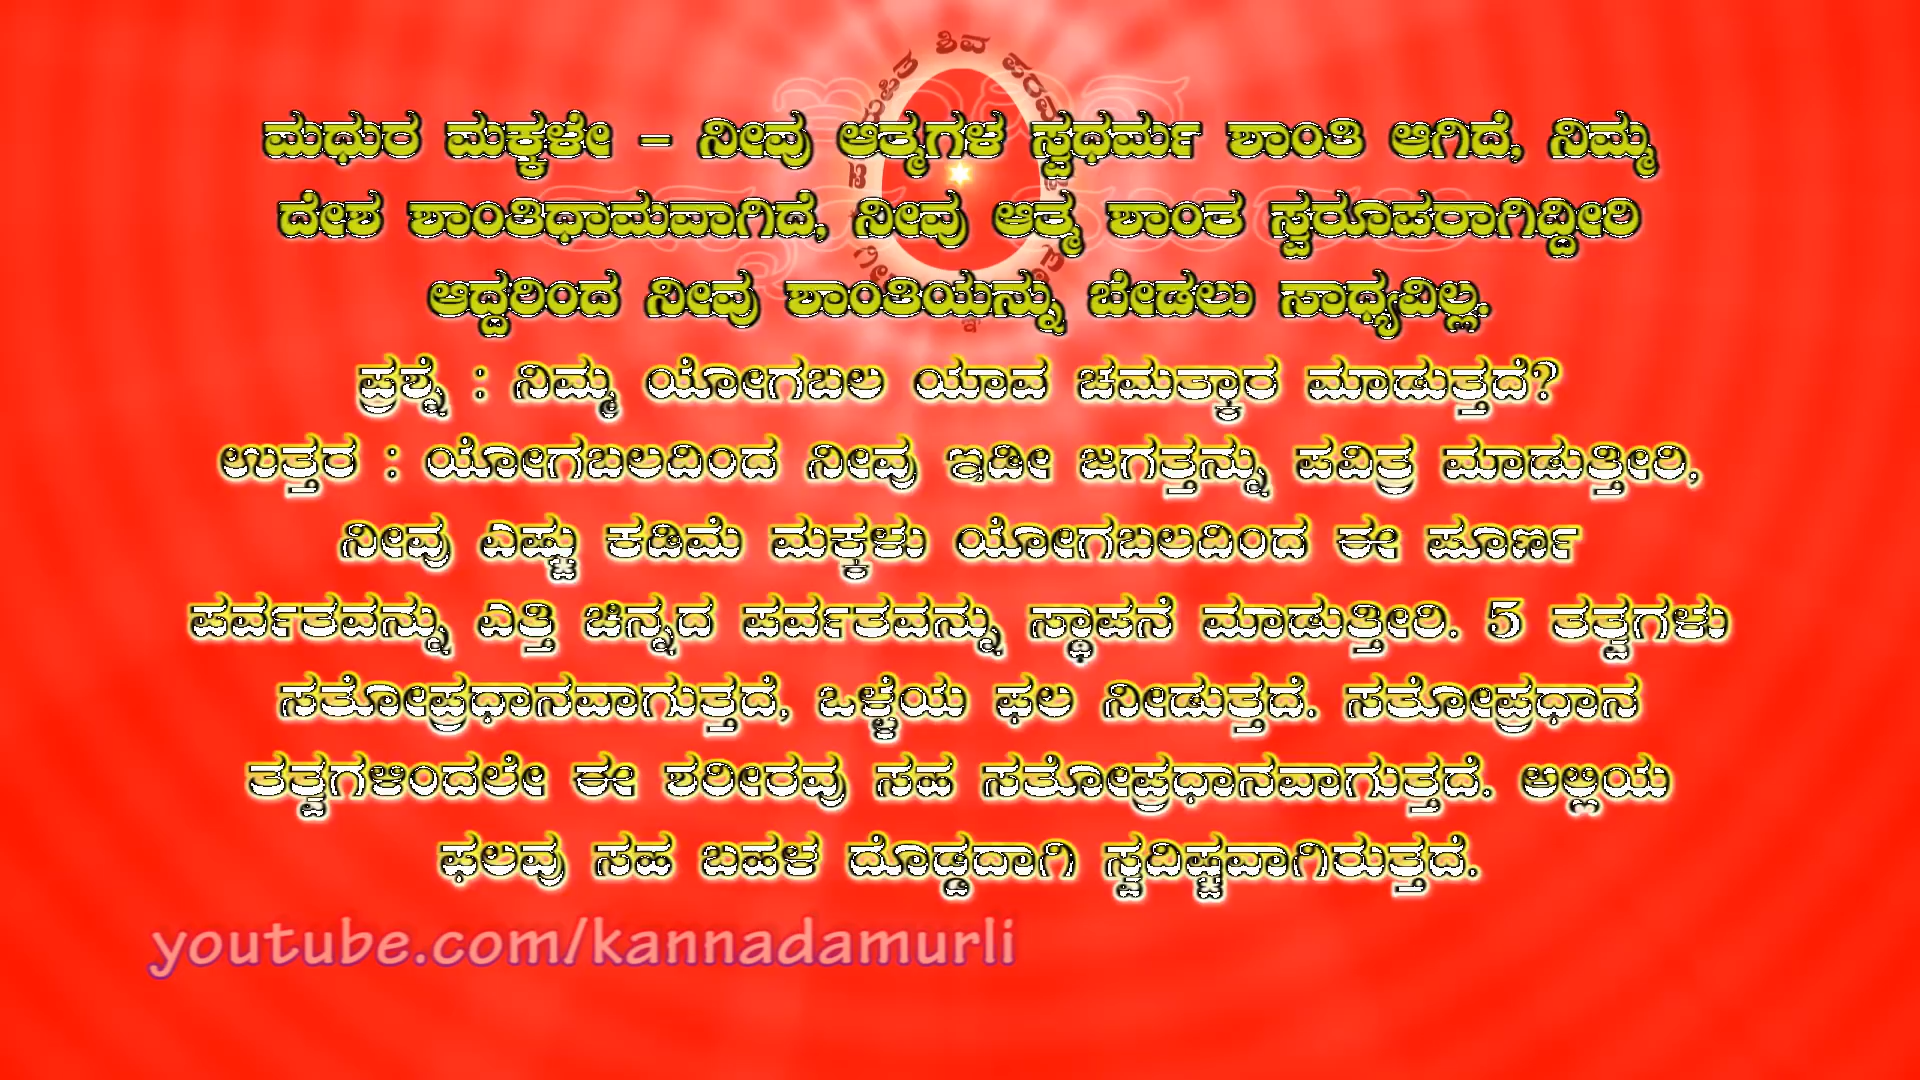 ಶಿವ
ಮಧುರ ಮಕ್ಕಳೇ – ನೀವು ಆತ್ಮಗಳ ಸ್ವಧರ್ಮ ಶಾಂತಿ ಆಗಿದೆ, ನಿಮ್ಮ
ದೇಶ ಶಾಂತಿಧಾಮವಾಗಿದೆ, ನೀವು ಆತ್ಮ ಶಾಂತ ಸ್ವರೂಪರಾಗಿದ್ದೀರಿ
ಆದ್ದರಿಂದ ನೀವು ಶಾಂತಿಯನ್ನು ಬೇಡಲು ಸಾಧ್ಯವಿಲ್ಲ.
ಪ್ರಶ್ನೆ : ನಿಮ್ಮ ಯೋಗಬಲ ಯಾವ ಚಮತ್ಕಾರ ಮಾಡುತ್ತದೆ?
ಉತ್ತರ : ಯೋಗಬಲದಿಂದ ನೀವು ಇಡೀ ಜಗತ್ತನ್ನು ಪವಿತ್ರ ಮಾಡುತ್ತೀರಿ,
ನೀವು ಎಷ್ಟು ಕಡಿಮೆ ಮಕ್ಕಳು ಯೋಗಬಲದಿಂದ ಈ ಪೂರ್ಣ
ಪರ್ವತವನ್ನು ಎತ್ತಿ ಚಿನ್ನದ ಪರ್ವತವನ್ನು ಸ್ಥಾಪನೆ ಮಾಡುತ್ತೀರಿ. 5 ತತ್ವಗಳು
ಸತೋಪ್ರಧಾನವಾಗುತ್ತದೆ, ಒಳ್ಳೆಯ ಫಲ ನೀಡುತ್ತದೆ. ಸತೋಪ್ರಧಾನ
ತತ್ವಗಳಿಂದಲೇ ಈ ಶರೀರವು ಸಹ ಸತೋಪ್ರಧಾನವಾಗುತ್ತದೆ. ಅಲ್ಲಿಯ
ಫಲವು ಸಹ ಬಹಳ ದೊಡ್ಡದಾಗಿ ಸ್ವದಿಷ್ಟವಾಗಿರುತ್ತದೆ.
youtube.com/kannadamurli